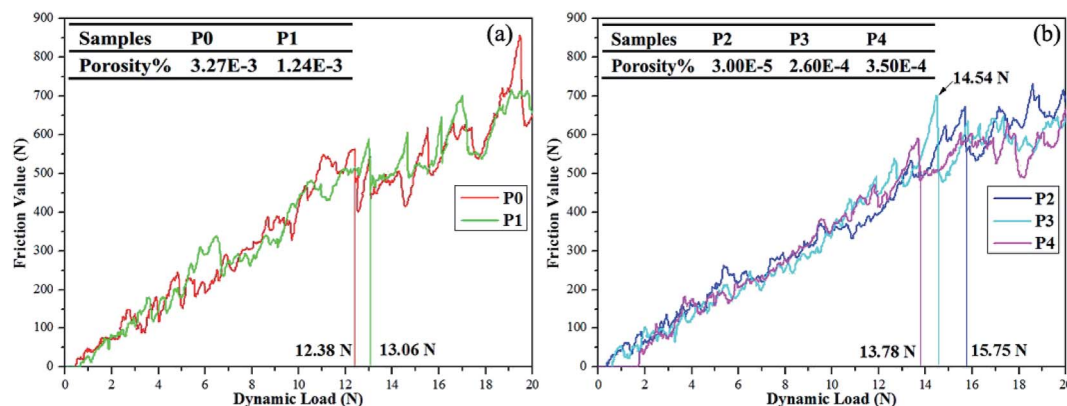 (a)
Samples P0 P1
Porosity% 3.27E-3 1.24E-3
900
800
700
600
500
400
300
200
100
0
Friction Value (N)
P0
P1
12.38 N
13.06 N
0 2 4 6 8 10 12 14 16 18 20
Dynamic Load (N)
(b)
Samples P2 P3 P4
Porosity% 3.00E-5 2.60E-4 3.50E-4
14.54 N
900
800
700
600
500
400
300
200
100
0
Friction Value (N)
P2
P3
P4
13.78 N
15.75 N
0 2 4 6 8 10 12 14 16 18 20
Dynamic Load (N)